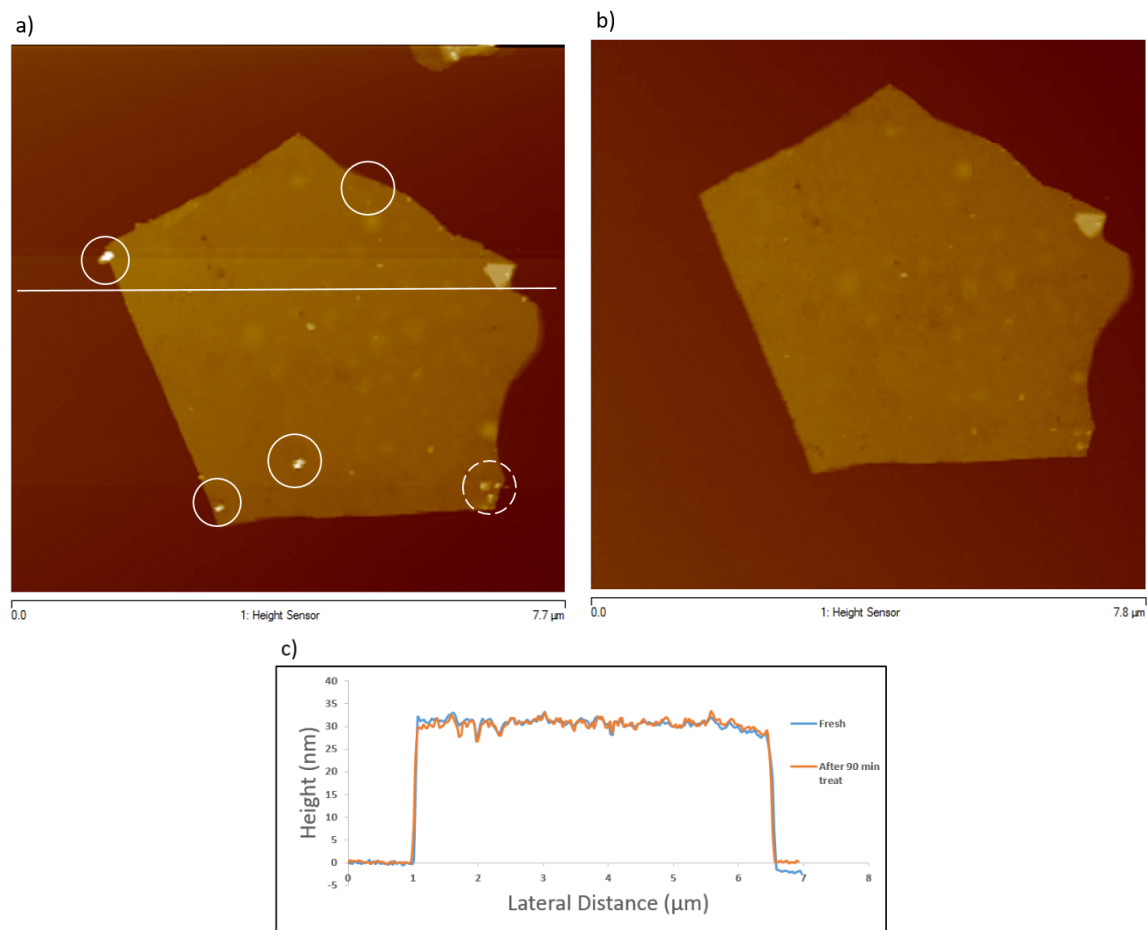 a)
b)
0.0 1: Height Sensor 7.7 µm
0.0 1: Height Sensor 7.8 µm
c)
40
35
30
25
20
15
10
5
0
-5
Height (nm)
0 1 2 3 4 5 6 7 8
Lateral Distance (µm)
Fresh
After 90 min
treat